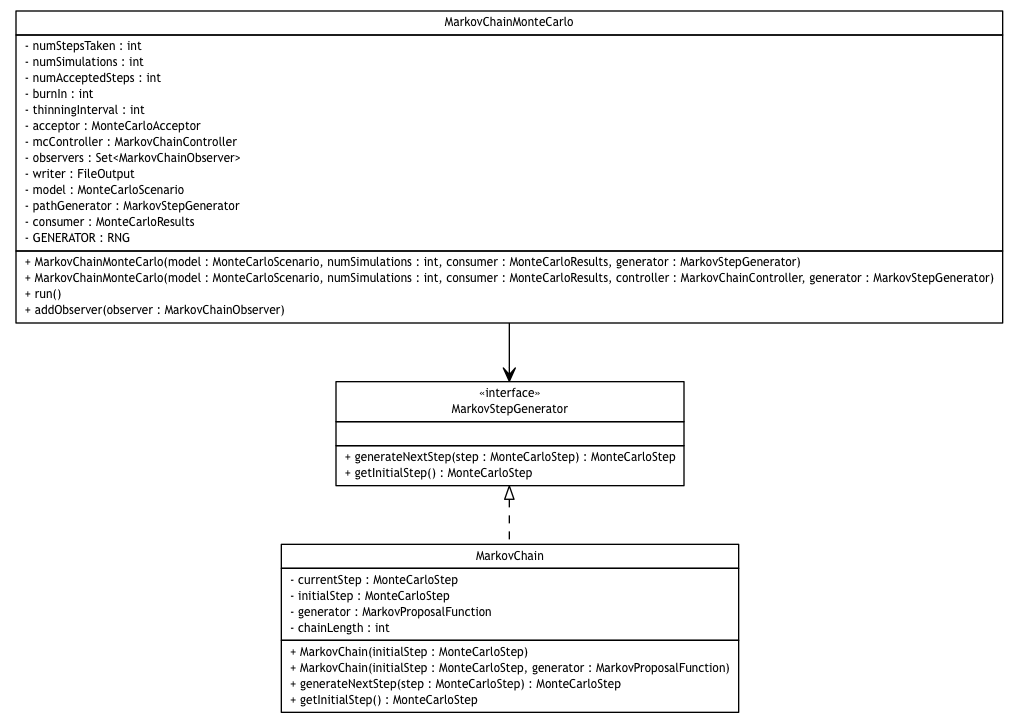 MarkovChainMonteCarlo
- numStepsTaken : int
- numSimulations : int
- numAcceptedSteps : int
- burnIn : int
- thinningInterval : int
- acceptor : MonteCarloAcceptor
- mcController : MarkovChainController
- observers : Set<MarkovChainObserver>
- writer : FileOutput
- model : MonteCarloScenario
- pathGenerator : MarkovStepGenerator
- consumer : MonteCarloResults
- GENERATOR : RNG
+ MarkovChainMonteCarlo(model : MonteCarloScenario, numSimulations : int, consumer : MonteCarloResults, generator : MarkovStepGenerator)
+ MarkovChainMonteCarlo(model : MonteCarloScenario, numSimulations : int, consumer : MonteCarloResults, controller : MarkovChainController, generator : MarkovStepGenerator)
+ run()
+ addObserver(observer : MarkovChainObserver)
«interface»
MarkovStepGenerator
+ generateNextStep(step : MonteCarloStep) : MonteCarloStep
+ getInitialStep() : MonteCarloStep
MarkovChain
- currentStep : MonteCarloStep
- initialStep : MonteCarloStep
- generator : MarkovProposalFunction
- chainLength : int
+ MarkovChain(initialStep : MonteCarloStep)
+ MarkovChain(initialStep : MonteCarloStep, generator : MarkovProposalFunction)
+ generateNextStep(step : MonteCarloStep) : MonteCarloStep
+ getInitialStep() : MonteCarloStep